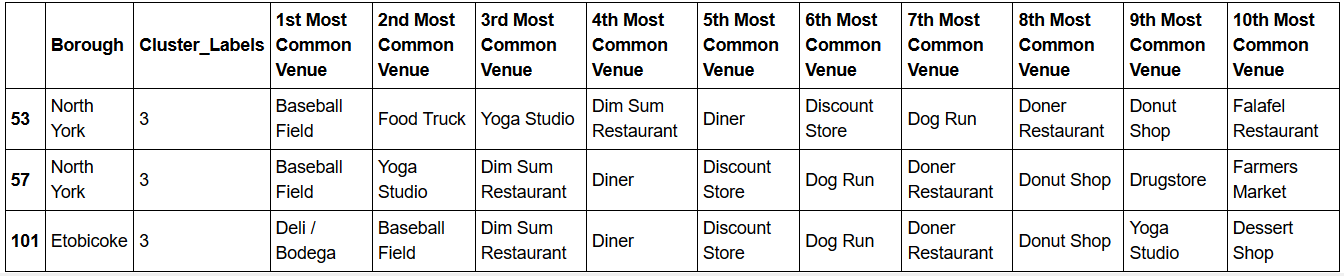 Borough Cluster_Labels 1st Most Common Venue 2nd Most Common Venue 3rd Most Common Venue 4th Most Common Venue 5th Most Common Venue 6th Most Common Venue 7th Most Common Venue 8th Most Common Venue 9th Most Common Venue 10th Most Common Venue
53 North York 3 Baseball Field Food Truck Yoga Studio Dim Sum Restaurant Diner Discount Store Dog Run Doner Restaurant Donut Shop Falafel Restaurant
57 North York 3 Baseball Field Yoga Studio Dim Sum Restaurant Diner Discount Store Dog Run Doner Restaurant Donut Shop Drugstore Farmers Market
101 Etobicoke 3 Deli / Bodega Baseball Field Dim Sum Restaurant Diner Discount Store Dog Run Doner Restaurant Donut Shop Yoga Studio Dessert Shop